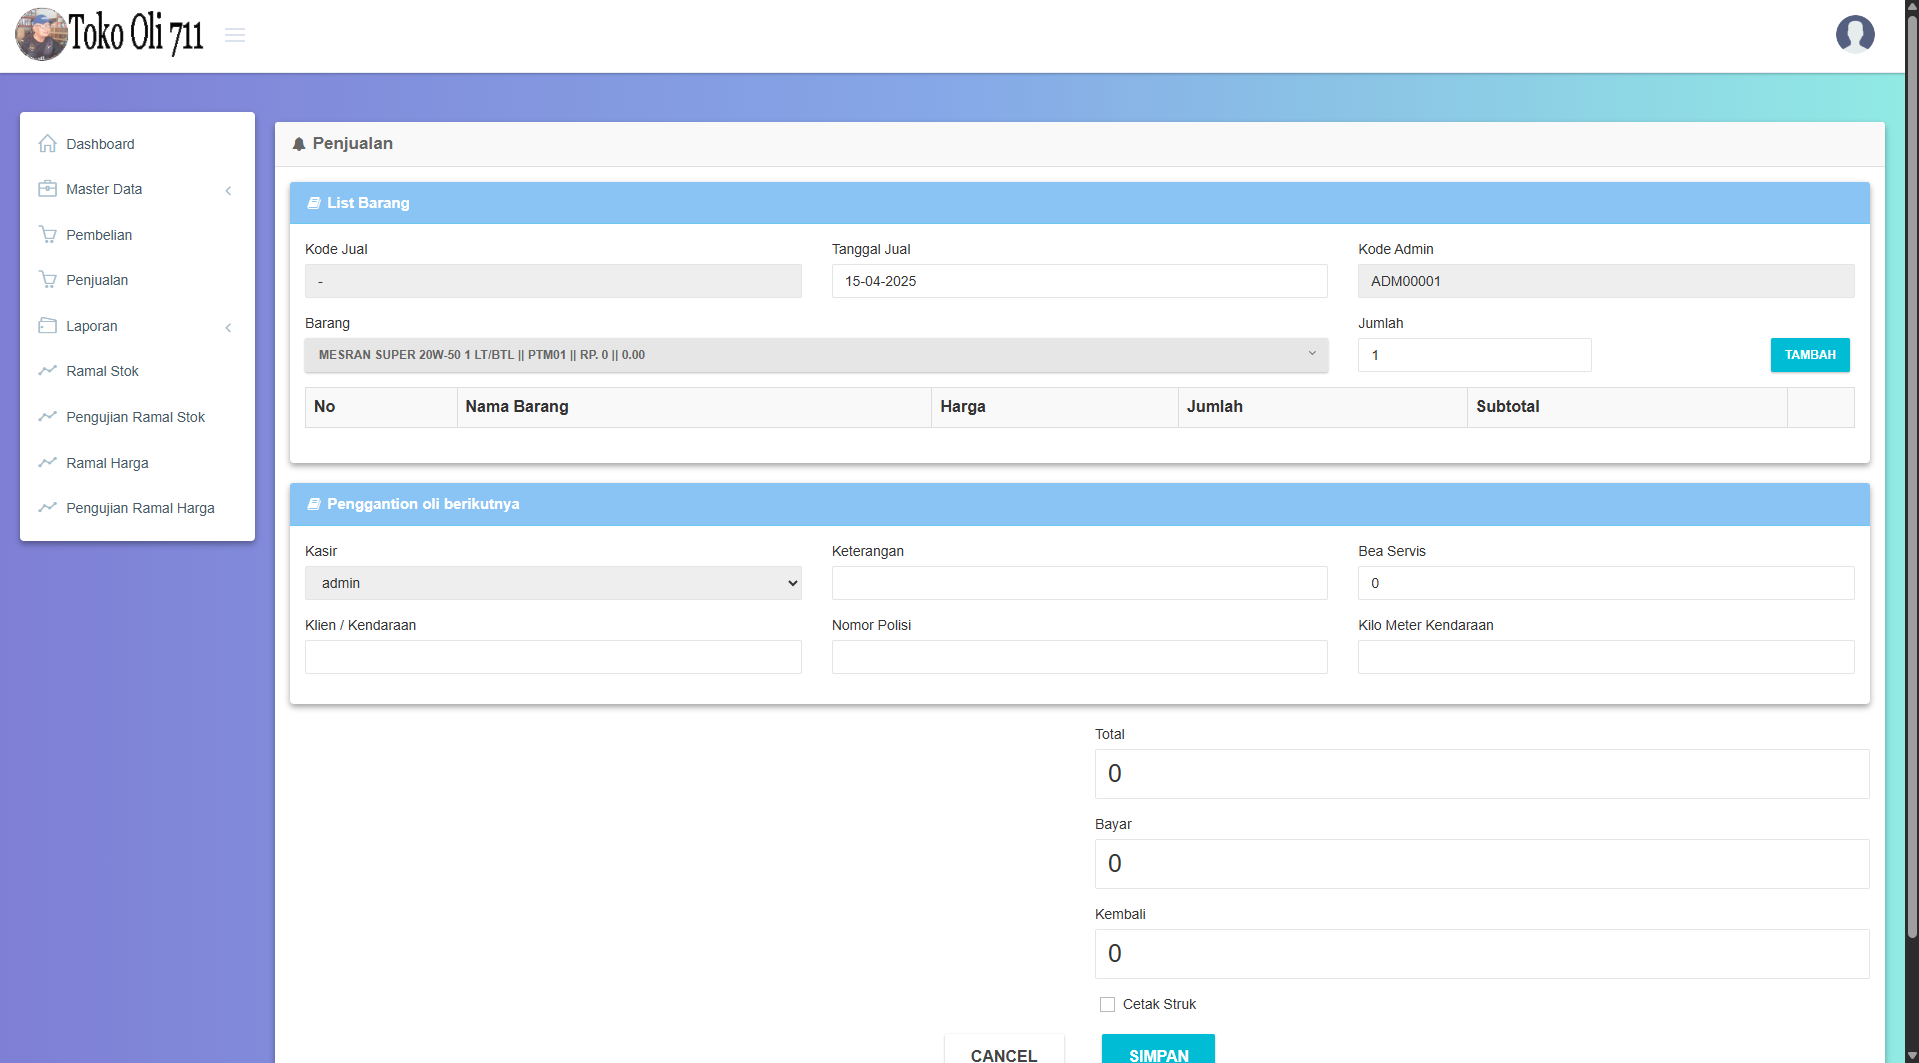 Toko Oli 711
Dashboard
Master Data
Pembelian
Penjualan
Laporan
Ramal Stok
Pengujian Ramal Stok
Ramal Harga
Pengujian Ramal Harga
Penjualan
List Barang
Kode Jual
Tanggal Jual
Kode Admin
-
15-04-2025
ADM00001
Barang
Jumlah
MESRAN SUPER 20W-50 1 LT/BTL || PTM01 || RP. 0 || 0.00
1
TAMBAH
No
Nama Barang
Harga
Jumlah
Subtotal
Penggantion oli berikutnya
Kasir
Keterangan
Bea Servis
admin
0
Klien / Kendaraan
Nomor Polisi
Kilo Meter Kendaraan
Total
0
Bayar
0
Kembali
0
Cetak Struk
CANCEL
SIMPAN